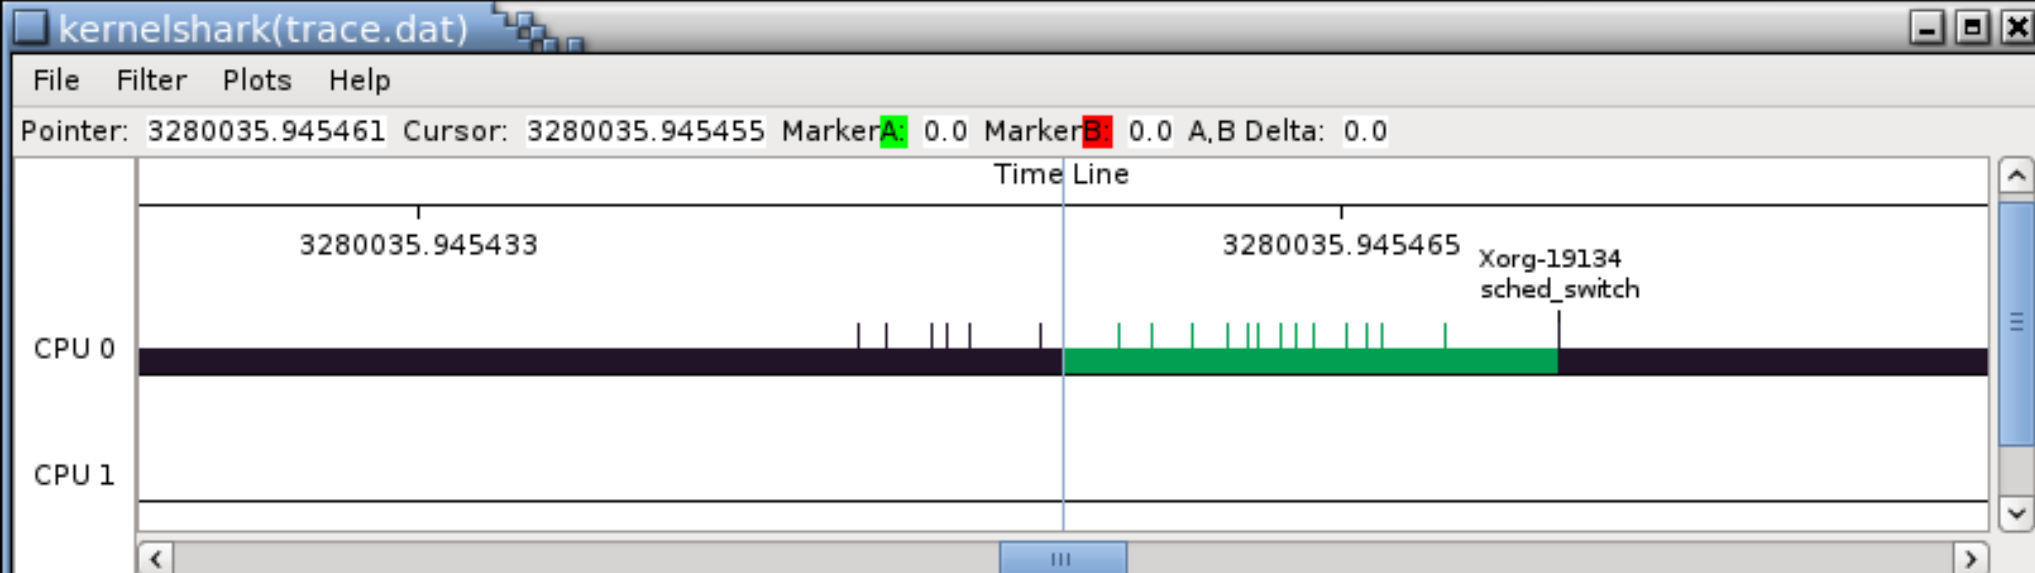 kernelshark(trace.dat)
File Filter Plots Help
Pointer: 3280035.945461 Cursor: 3280035.945455 MarkerA: 0.0 MarkerB: 0.0 A,B Delta: 0.0
Time Line
3280035.945433 3280035.945465
Xorg-19134
sched_switch
CPU 0
CPU 1